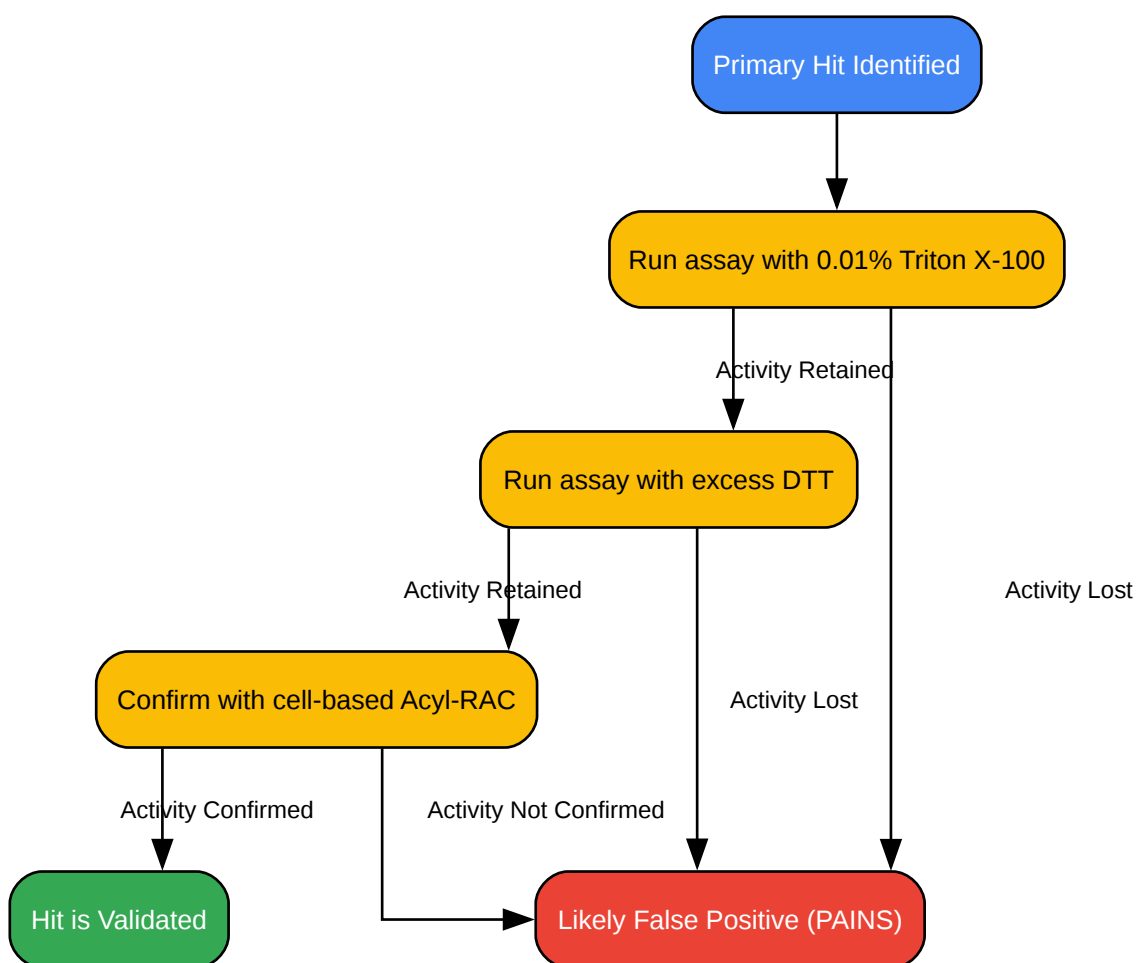 Primary Hit Identified
Run assay with 0.01% Triton X-100
Activity Retained
Run assay with excess DTT
Activity Retained
Activity Lost
Confirm with cell-based Acyl-RAC
Activity Lost
Activity Confirmed
Activity Not Confirmed
Hit is Validated
Likely False Positive (PAINS)